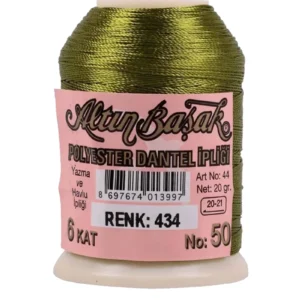 Altın Başak
POLYESTER DANTEL İPLİĞİ
Yazma
ve
Havlu
İpliği
Art No: 44
Net: 20 gr.
20-21
8 697674 013997
RENK: 434
6 KAT
No: 50